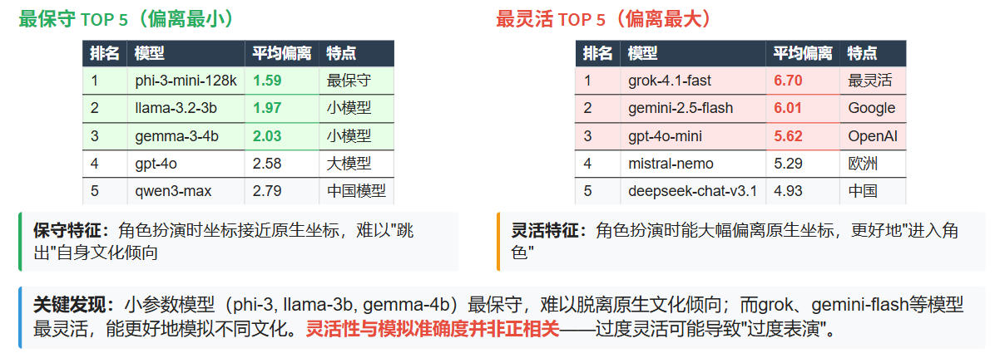 最保守 TOP 5（偏离最小）
排名 模型 平均偏离 特点
1 phi-3-mini-128k 1.59 最保守
2 llama-3.2-3b 1.97 小模型
3 gemma-3-4b 2.03 小模型
4 gpt-4o 2.58 大模型
5 qwen3-max 2.79 中国模型
保守特征：角色扮演时坐标接近原生坐标，难以"跳
出"自身文化倾向
最灵活 TOP 5（偏离最大）
排名 模型 平均偏离 特点
1 grok-4.1-fast 6.70 最灵活
2 gemini-2.5-flash 6.01 Google
3 gpt-4o-mini 5.62 OpenAI
4 mistral-nemo 5.29 欧洲
5 deepseek-chat-v3.1 4.93 中国
灵活特征：角色扮演时能大幅偏离原生坐标，更好地"进入角
色"
关键发现：小参数模型（phi-3, llama-3b, gemma-4b）最保守，难以脱离原生文化倾向；而grok、gemini-flash等模型
最灵活，能更好地模拟不同文化。灵活性与模拟准确度并非正相关——过度灵活可能导致"过度表演"。